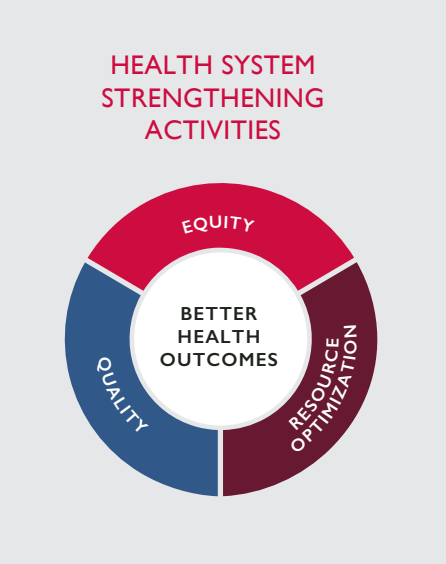 HEALTH SYSTEM
STRENGTHENING
ACTIVITIES
EQUITY
BETTER
HEALTH
OUTCOMES
QUALITY
RESOURCE
OPTIMIZATION